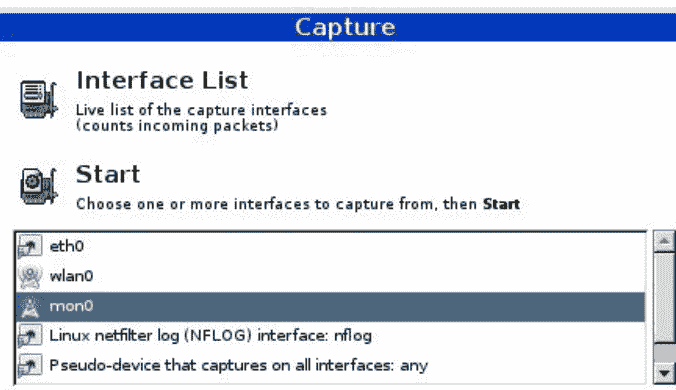 Capture
Interface List
Live list of the capture interfaces
(counts incoming packets)
Start
Choose one or more interfaces to capture from, then Start
eth0
wlan0
mon0
Linux netfilter log (NFLOG) interface: nflog
Pseudo-device that captures on all interfaces: any